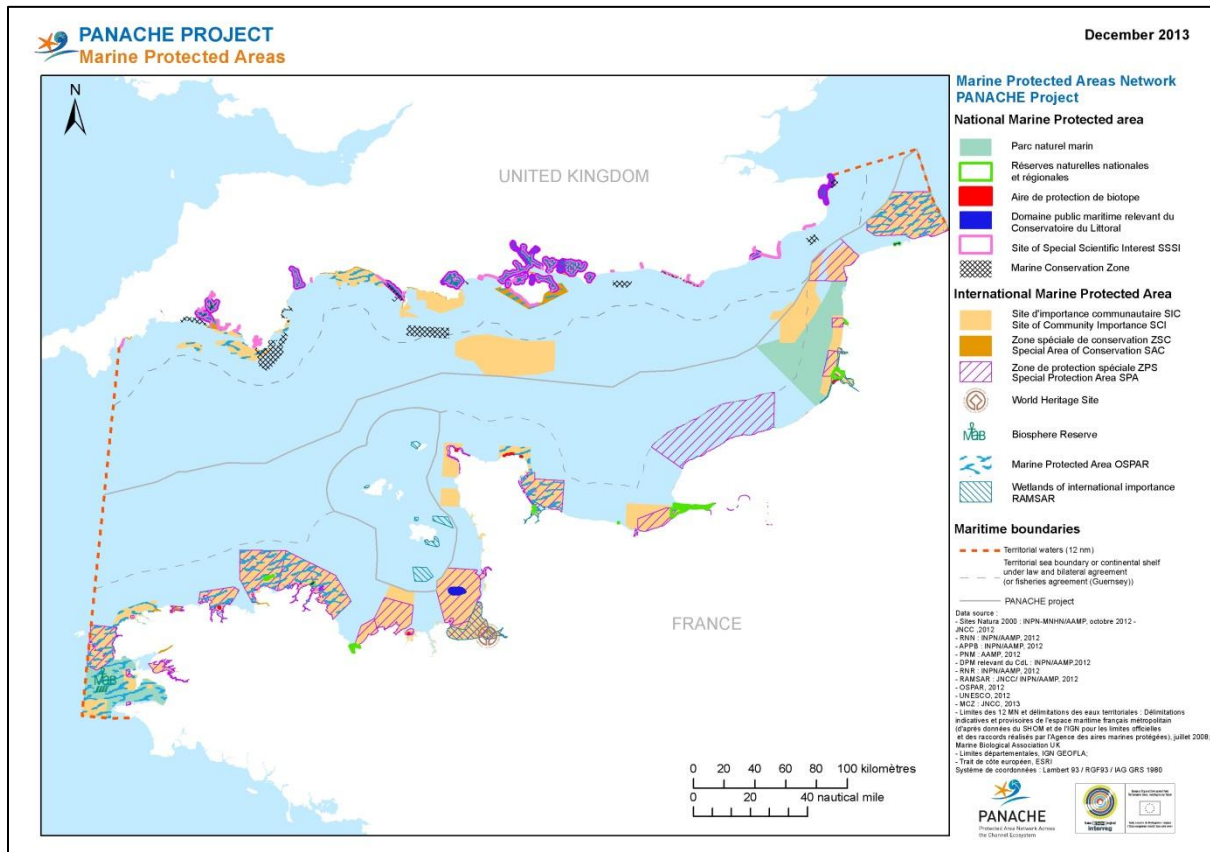 PANACHE PROJECT
Marine Protected Areas
December 2013
N
UNITED KINGDOM
FRANCE
MAB
0 20 40 60 80 100 kilomètres
0 20 40 nautical mile
Marine Protected Areas Network
PANACHE Project
National Marine Protected area
Parc naturel marin
Réserves naturelles nationales
et régionales
Aire de protection de biotope
Domaine public maritime relevant du
Conservatoire du Littoral
Site of Special Scientific Interest SSSI
Marine Conservation Zone
International Marine Protected Area
Site d'importance communautaire SIC
Site of Community Importance SCI
Zone spéciale de conservation ZSC
Special Area of Conservation SAC
Zone de protection spéciale ZPS
Special Protection Area SPA
World Heritage Site
MAB
Biosphere Reserve
Marine Protected Area OSPAR
Wetlands of international importance
RAMSAR
Maritime boundaries
Territorial waters (12 nm)
Territorial sea boundary or continental shelf
under law and bilateral agreement
(or fisheries agreement (Guernsey))
PANACHE project
Data source :
- Sites Natura 2000 : INPN-MNHN/AAMP, octobre 2012 -
JNCC ,2012
- RNN : INPN/AAMP, 2012
- APPB : INPN/AAMP, 2012
- PNM : AAMP, 2012
- DPM relevant du CdL : INPN/AAMP,2012
- RNR : INPN/AAMP, 2012
- RAMSAR : JNCC/ INPN/AAMP, 2012
- OSPAR, 2012
- UNESCO, 2012
- MCZ : JNCC, 2013
- Limites des 12 MN et délimitations des eaux territoriales : Délimitations
indicatives et provisoires de l'espace maritime français métropolitain
(d'après données du SHOM et de l'IGN pour les limites officielles
et des raccords réalisés par l'Agence des aires marines protégées), juillet 2008;
Marine Biological Association UK
- Limites départementales, IGN GEOFLA;
- Trait de côte européen, ESRI
Système de coordonnées : Lambert 93 / RGF93 / IAG GRS 1980
PANACHE
Protected Area Network Across
the Channel Ecosystem
Interreg